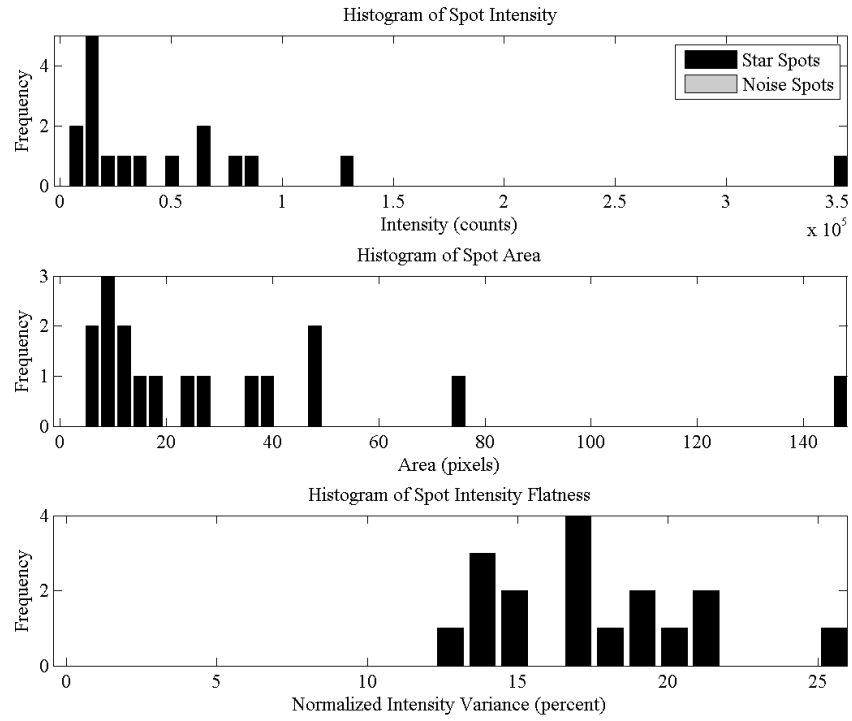 Histogram of Spot Intensity
Frequency
4
2
0
Star Spots
Noise Spots
0 0.5 1 1.5 2 2.5 3 3.5
Intensity (counts)
x 10^5
Histogram of Spot Area
Frequency
3
2
1
0
0 20 40 60 80 100 120 140
Area (pixels)
Histogram of Spot Intensity Flatness
Frequency
4
2
0
0 5 10 15 20 25
Normalized Intensity Variance (percent)